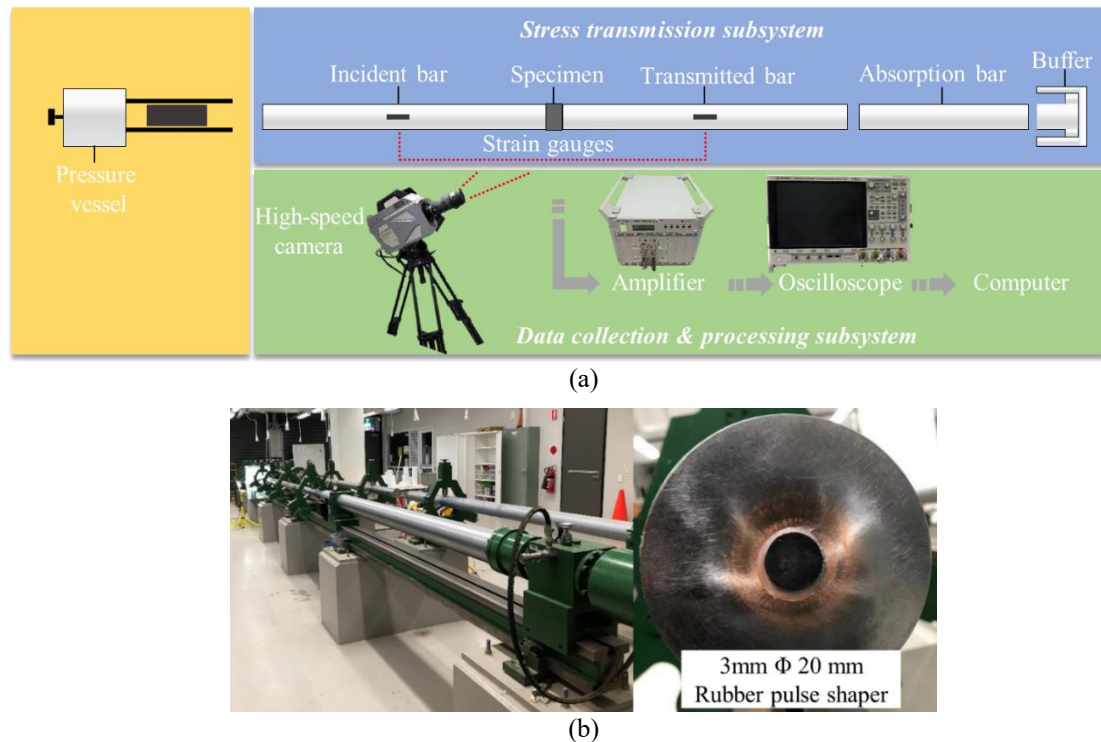 Stress transmission subsystem
Incident bar
Specimen
Transmitted bar
Absorption bar
Buffer
Strain gauges
Pressure
vessel
High-speed
camera
Amplifier
Oscilloscope
Computer
Data collection & processing subsystem
(a)
3mm Φ 20 mm
Rubber pulse shaper
(b)